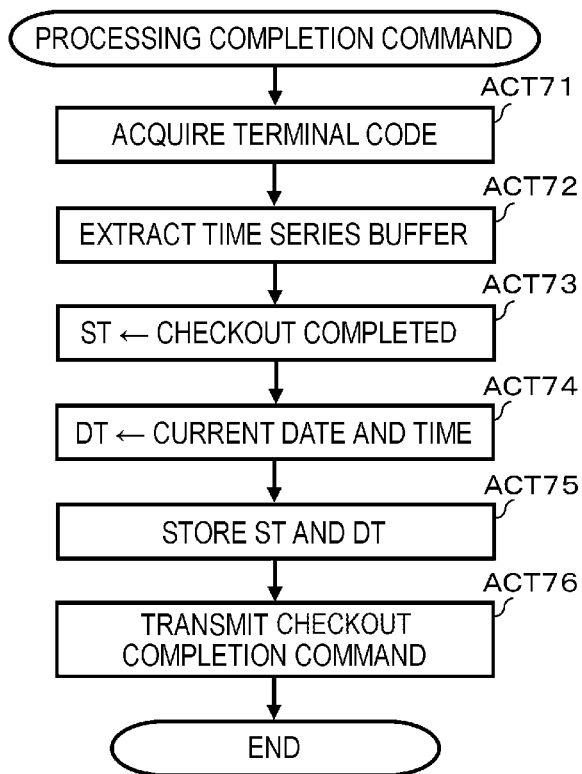 PROCESSING COMPLETION COMMAND
ACT71
ACQUIRE TERMINAL CODE
ACT72
EXTRACT TIME SERIES BUFFER
ACT73
ST ← CHECKOUT COMPLETED
ACT74
DT ← CURRENT DATE AND TIME
ACT75
STORE ST AND DT
ACT76
TRANSMIT CHECKOUT
COMPLETION COMMAND
END